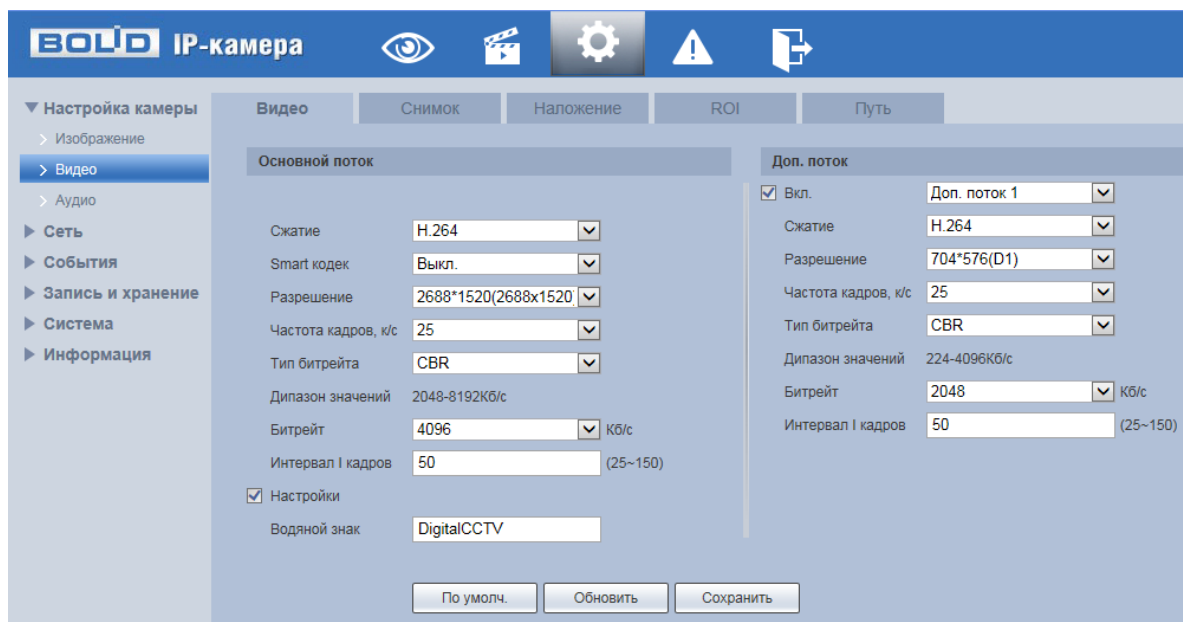 BOLID IP-камера
Настройка камеры
Изображение
Видео
Аудио
Сеть
События
Запись и хранение
Система
Информация
Видео Снимок Наложение ROI Путь
Основной поток
Сжатие H.264
Smart кодек Выкл.
Разрешение 2688*1520(2688x1520)
Частота кадров, к/с 25
Тип битрейта CBR
Дипазон значений 2048-8192Кб/с
Битрейт 4096 Кб/с
Интервал I кадров 50 (25~150)
Настройки
Водяной знак DigitalCCTV
Доп. поток
Вкл. Доп. поток 1
Сжатие H.264
Разрешение 704*576(D1)
Частота кадров, к/с 25
Тип битрейта CBR
Дипазон значений 224-4096Кб/с
Битрейт 2048 Кб/с
Интервал I кадров 50 (25~150)
По умолч. Обновить Сохранить